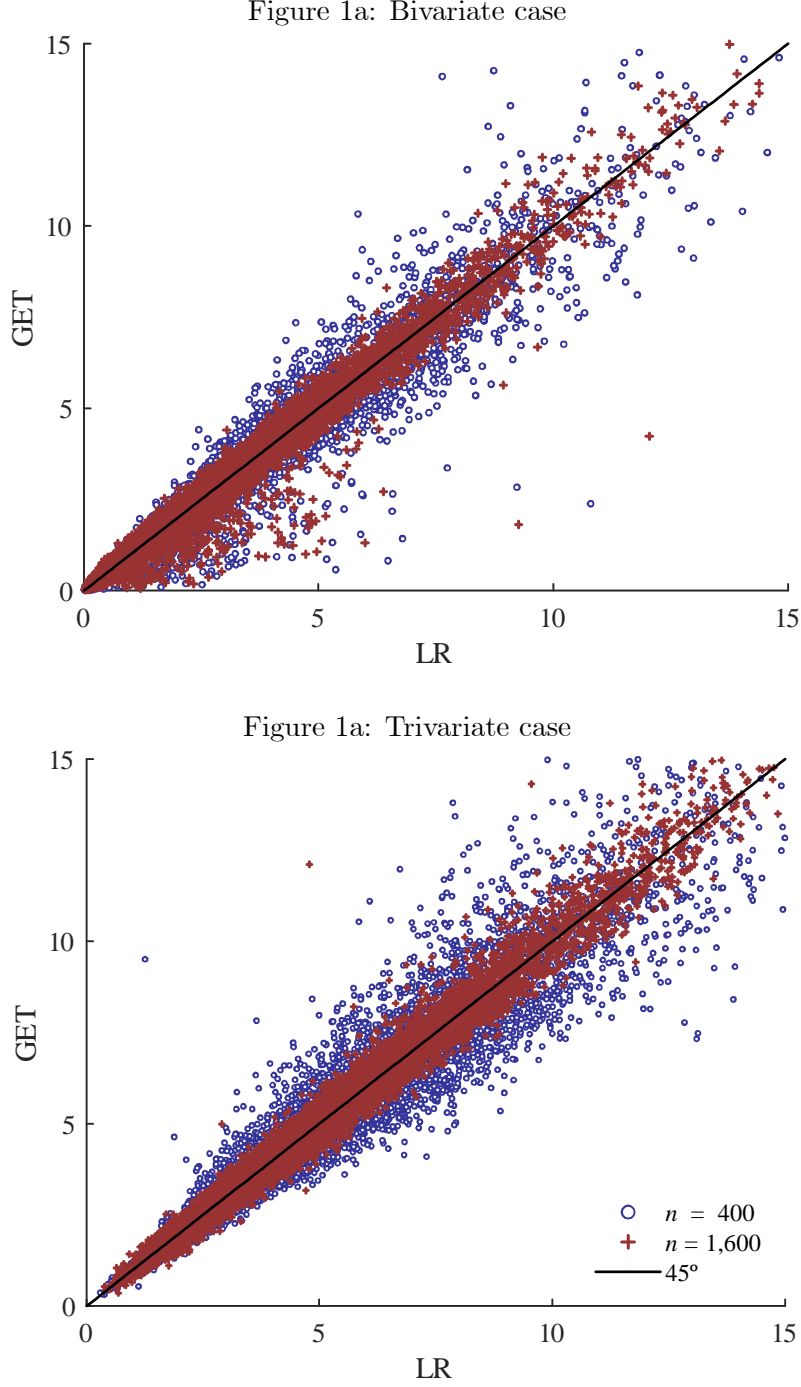 Figure 1a: Bivariate case
15
10
5
0
GET
0 5 10 15
LR
Figure 1a: Trivariate case
15
10
5
0
GET
n = 400
n = 1,600
45º
0 5 10 15
LR